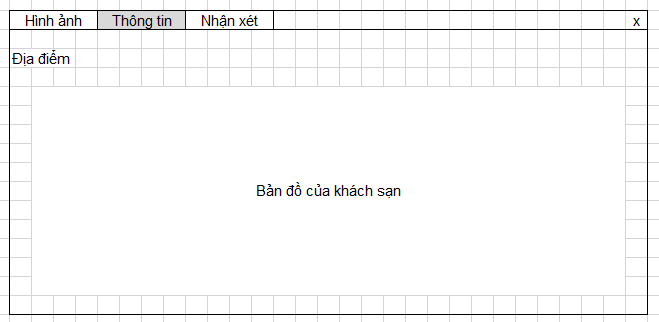 Hình ảnh Thông tin Nhận xét x
Địa điểm
Bản đồ của khách sạn